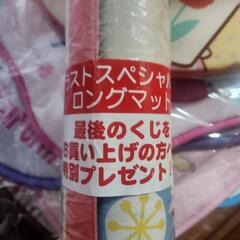 ラストスペシャル
ロングマット
最後のくじを
お買い上げの方へ
特別プレゼント!